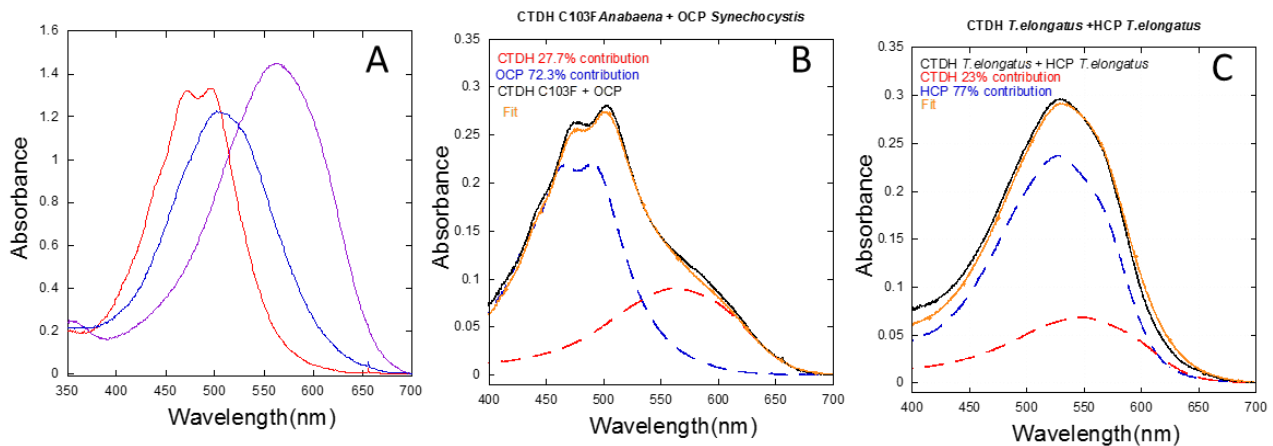 A
Absorbance
1.6
1.4
1.2
1
0.8
0.6
0.4
0.2
0
350 400 450 500 550 600 650 700
Wavelength(nm)
CTDH C103F Anabaena + OCP Synechocystis
B
CTDH 27.7% contribution
OCP 72.3% contribution
CTDH C103F + OCP
Fit
Absorbance
0.35
0.3
0.25
0.2
0.15
0.1
0.05
0
400 450 500 550 600 650 700
Wavelength(nm)
CTDH T.elongatus +HCP T.elongatus
C
CTDH T.elongatus + HCP T.elongatus
CTDH 23% contribution
HCP 77% contribution
Fit
Absorbance
0.35
0.3
0.25
0.2
0.15
0.1
0.05
0
400 450 500 550 600 650 700
Wavelength(nm)